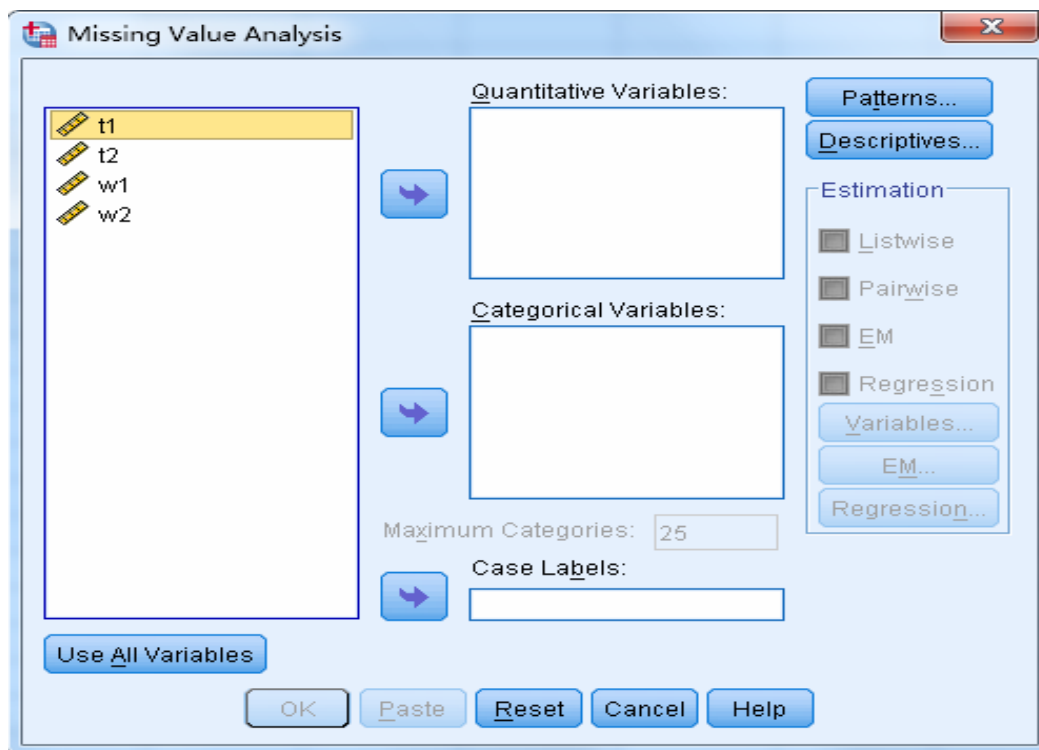 Missing Value Analysis
t1
t2
w1
w2
Use All Variables
Quantitative Variables:
Categorical Variables:
Maximum Categories: 25
Case Labels:
Patterns...
Descriptives...
Estimation
Listwise
Pairwise
EM
Regression
Variables...
EM...
Regression...
OK Paste Reset Cancel Help